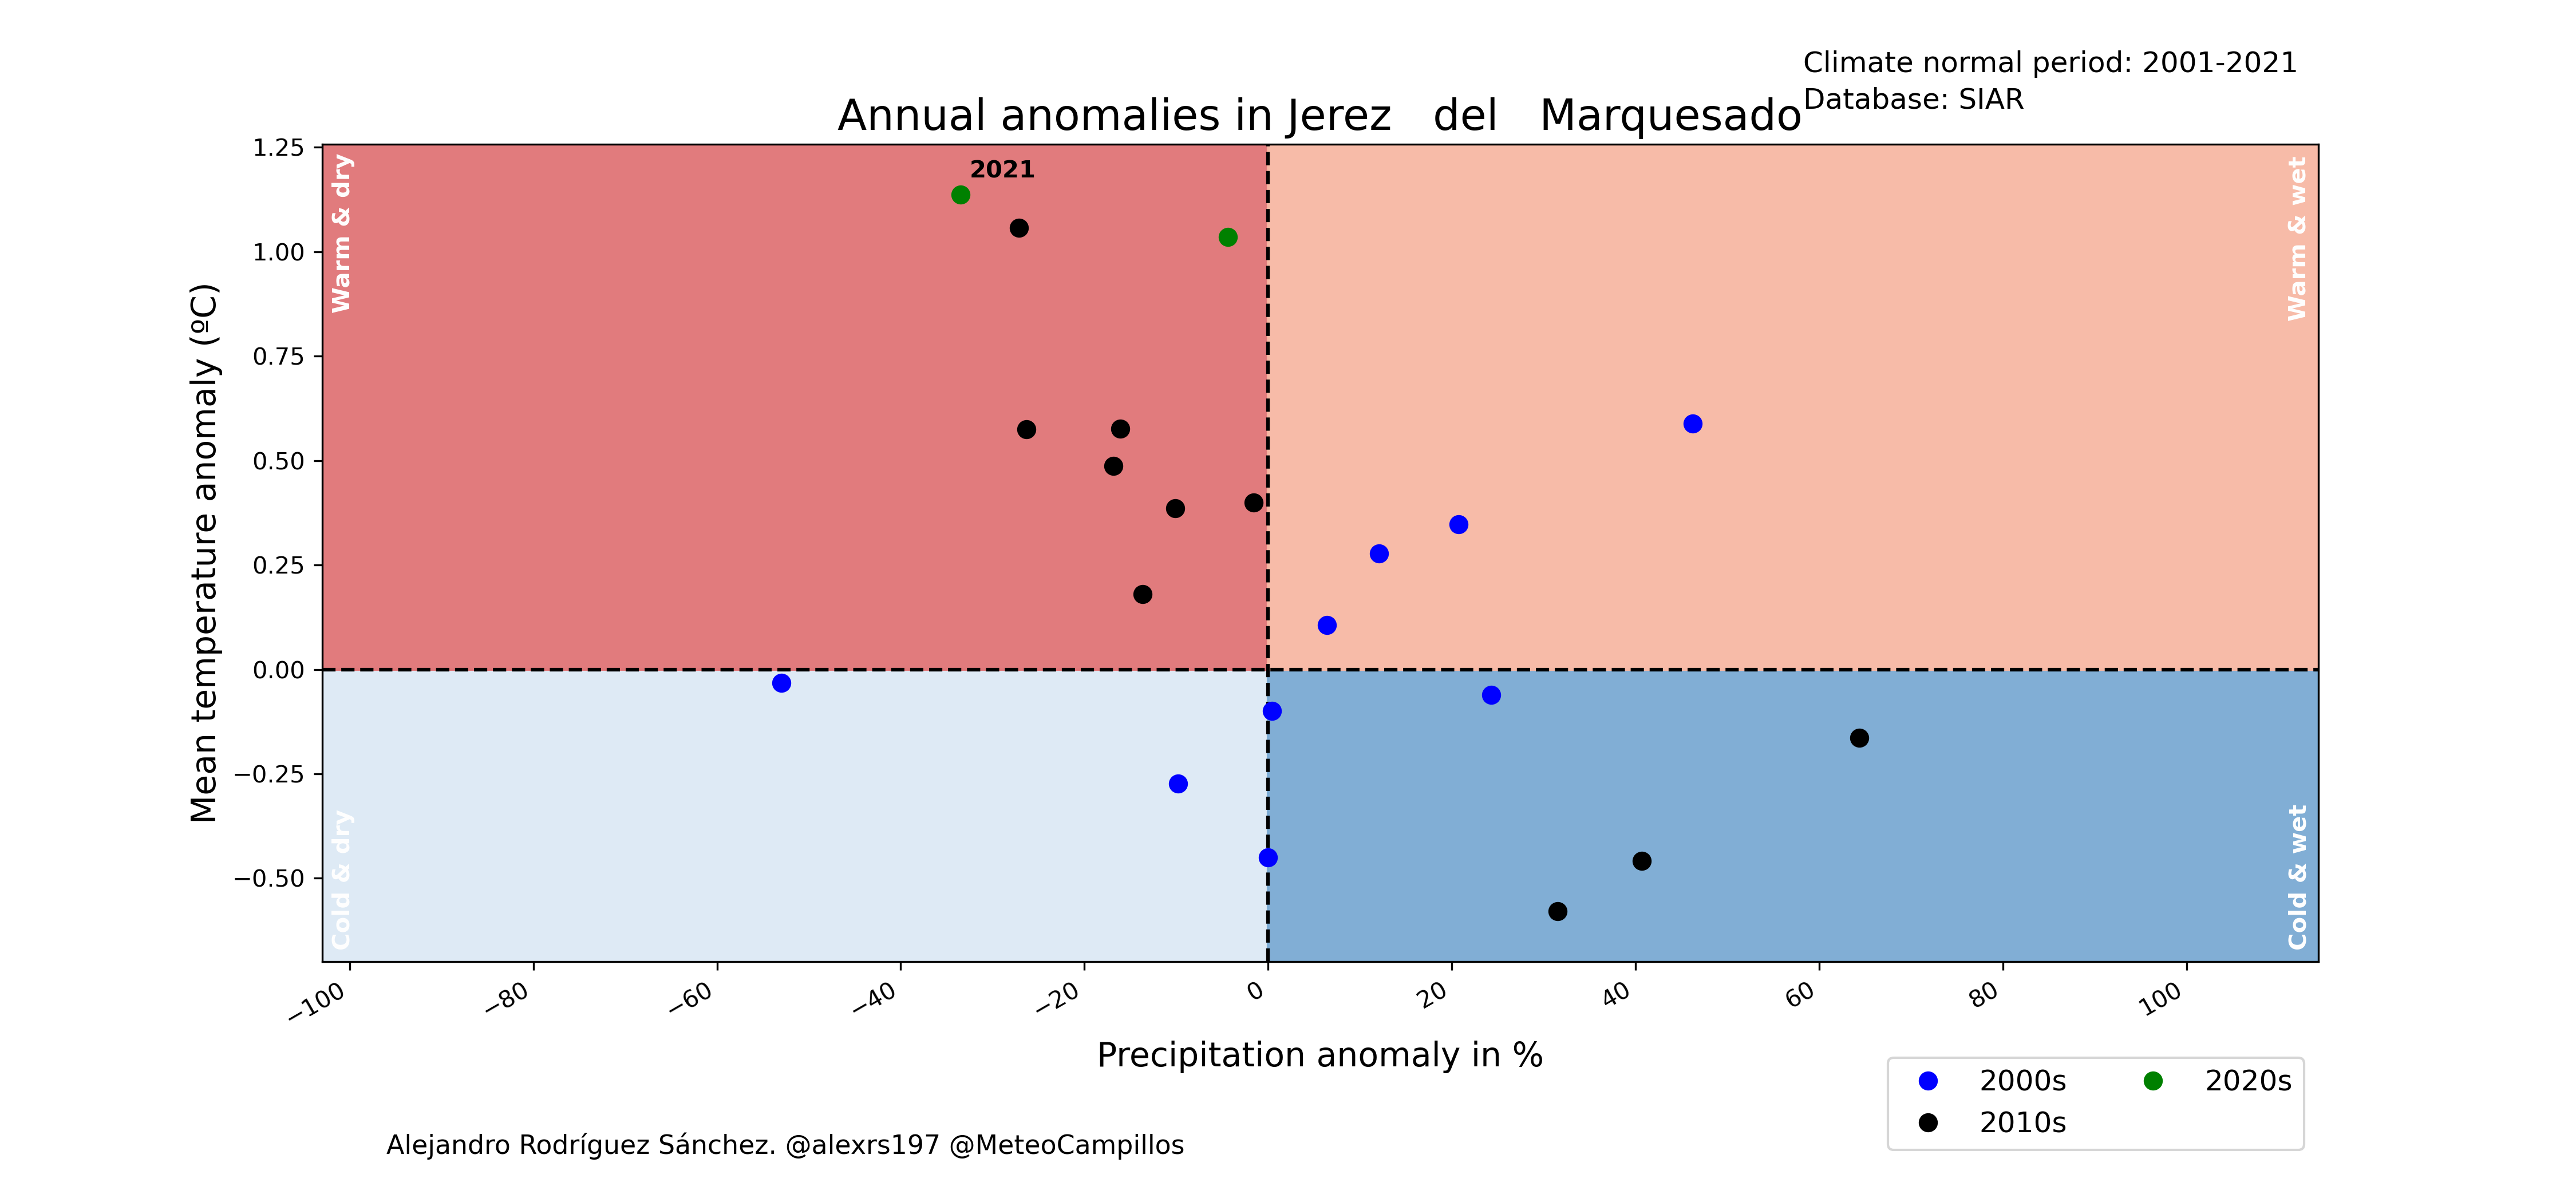 Climate normal period: 2001-2021
Database: SIAR
Annual anomalies in Jerez   del   Marquesado
1.25
1.00
0.75
0.50
0.25
0.00
−0.25
−0.50
Mean temperature anomaly (ºC)
Warm & dry
2021
Warm & wet
Cold & dry
Cold & wet
−100
−80
−60
−40
−20
0
20
40
60
80
100
Precipitation anomaly in %
2000s
2010s
2020s
Alejandro Rodríguez Sánchez. @alexrs197 @MeteoCampillos